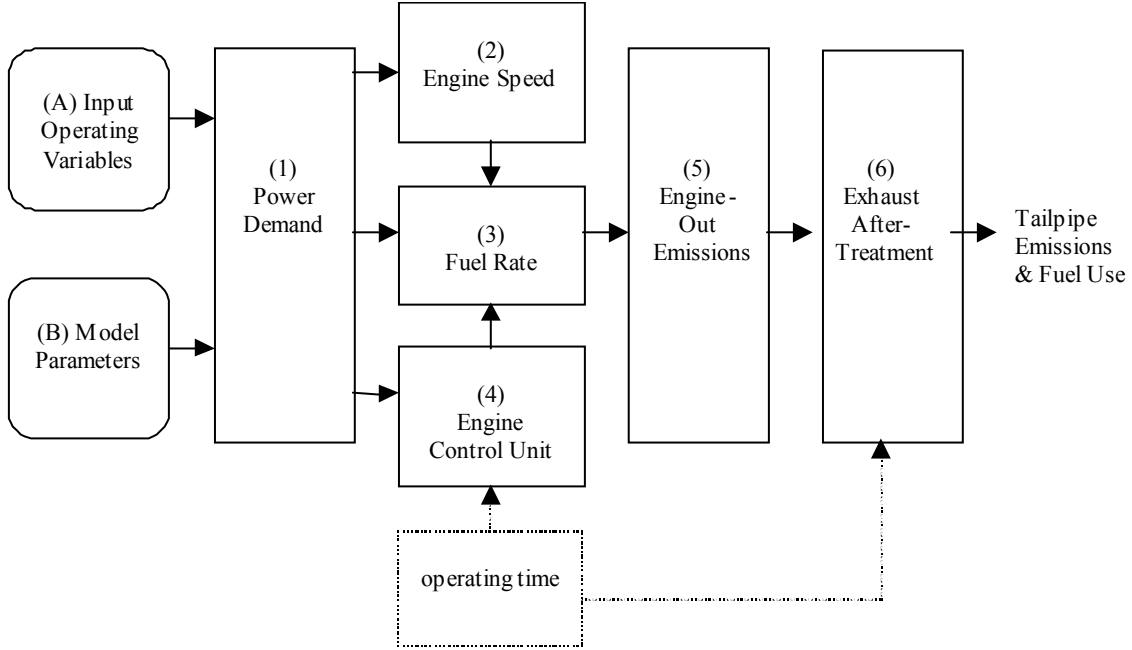 (A) Input
Operating
Variables
(B) Model
Parameters
(1)
Power
Demand
(2)
Engine Speed
(3)
Fuel Rate
(4)
Engine
Control Unit
operating time
(5)
Engine-
Out
Emissions
(6)
Exhaust
After-
Treatment
Tailpipe
Emissions
& Fuel Use